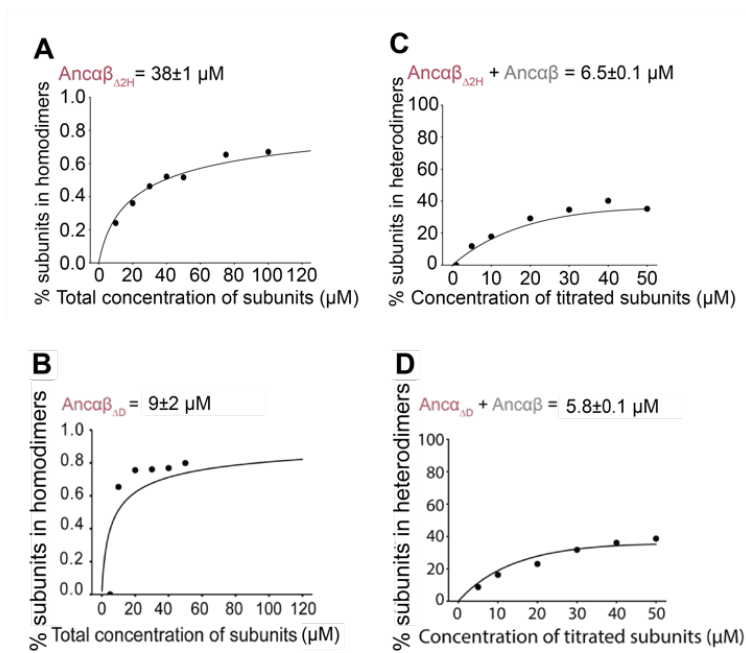 A
Ancαβ∆2H = 38±1 μM
% subunits in homodimers
1.0
0.8
0.6
0.4
0.2
0.0
0 20 40 60 80 100 120
Total concentration of subunits (μM)
C
Ancαβ∆2H + Ancαβ = 6.5±0.1 μM
% subunits in heterodimers
100
80
60
40
20
0
0 10 20 30 40 50
Concentration of titrated subunits (μM)
B
Ancαβ∆D = 9±2 μM
% subunits in homodimers
1.0
0.8
0.6
0.4
0.2
0.0
0 20 40 60 80 100 120
Total concentration of subunits (μM)
D
Ancα∆D + Ancαβ = 5.8±0.1 μM
% subunits in heterodimers
100
80
60
40
20
0
0 10 20 30 40 50
Concentration of titrated subunits (μM)